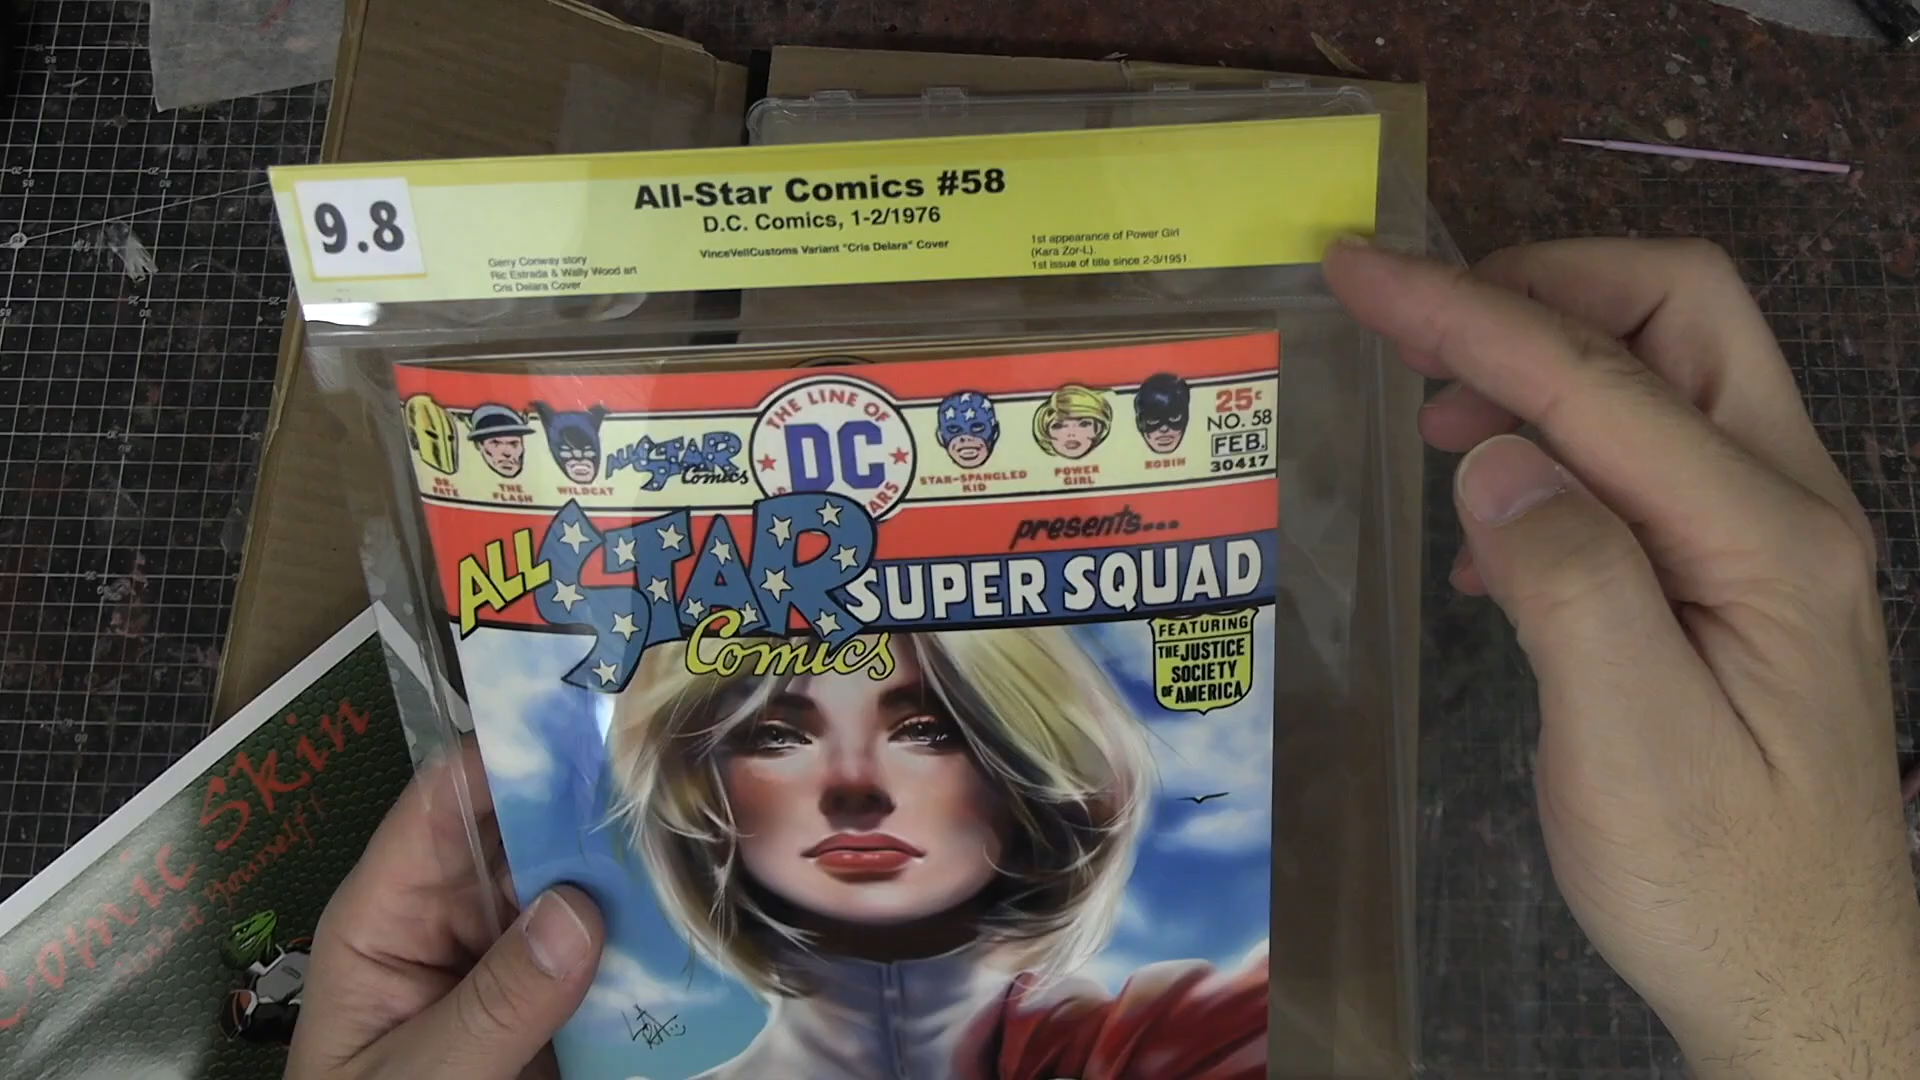 9.8
All-Star Comics #58
D.C. Comics, 1-2/1976
VinceVellCustoms Variant "Cris Delara" Cover
Gerry Conway story
Ric Estrada & Wally Wood art
Cris Delara Cover
1st appearance of Power Girl
(Kara Zor-L).
1st issue of title since 2-3/1951.
THE LINE OF
DC
DR. FATE
THE FLASH
WILDCAT
ALL STAR Comics
STAR-SPANGLED KID
POWER GIRL
ROBIN
25¢
NO. 58
FEB.
30417
presents...
ALL STAR Comics
SUPER SQUAD
FEATURING
THE JUSTICE
SOCIETY
OF AMERICA
Comic Skin